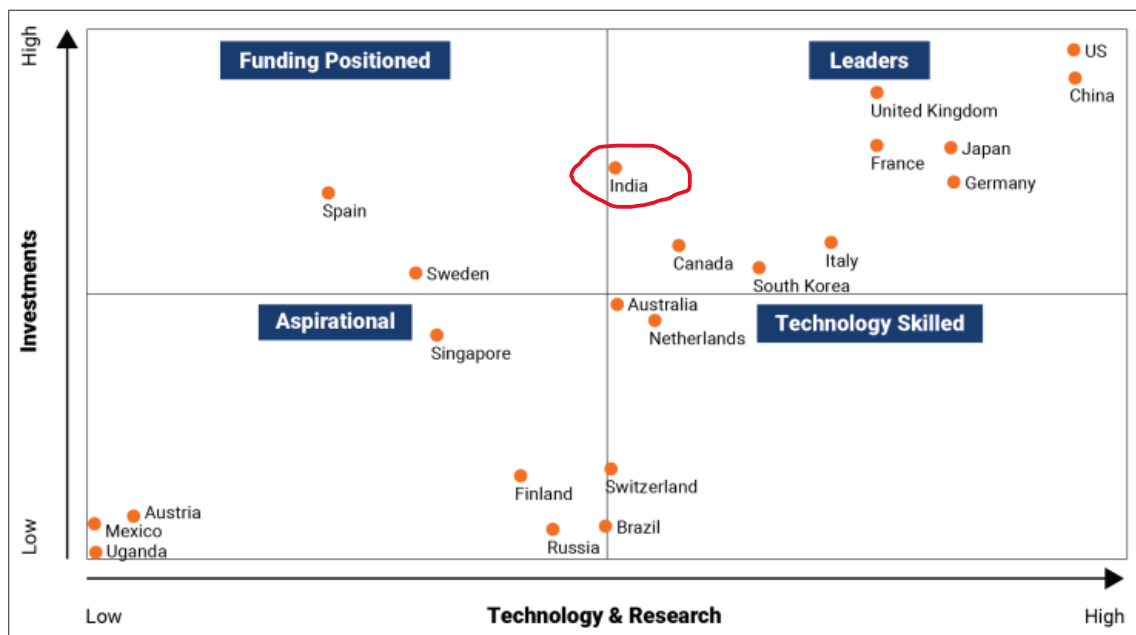 High
Funding Positioned
Leaders
US
China
United Kingdom
France
Japan
Germany
India
Spain
Canada
Italy
South Korea
Sweden
Investments
Aspirational
Australia
Netherlands
Technology Skilled
Singapore
Finland
Switzerland
Austria
Mexico
Uganda
Russia
Brazil
Low
Low
Technology & Research
High